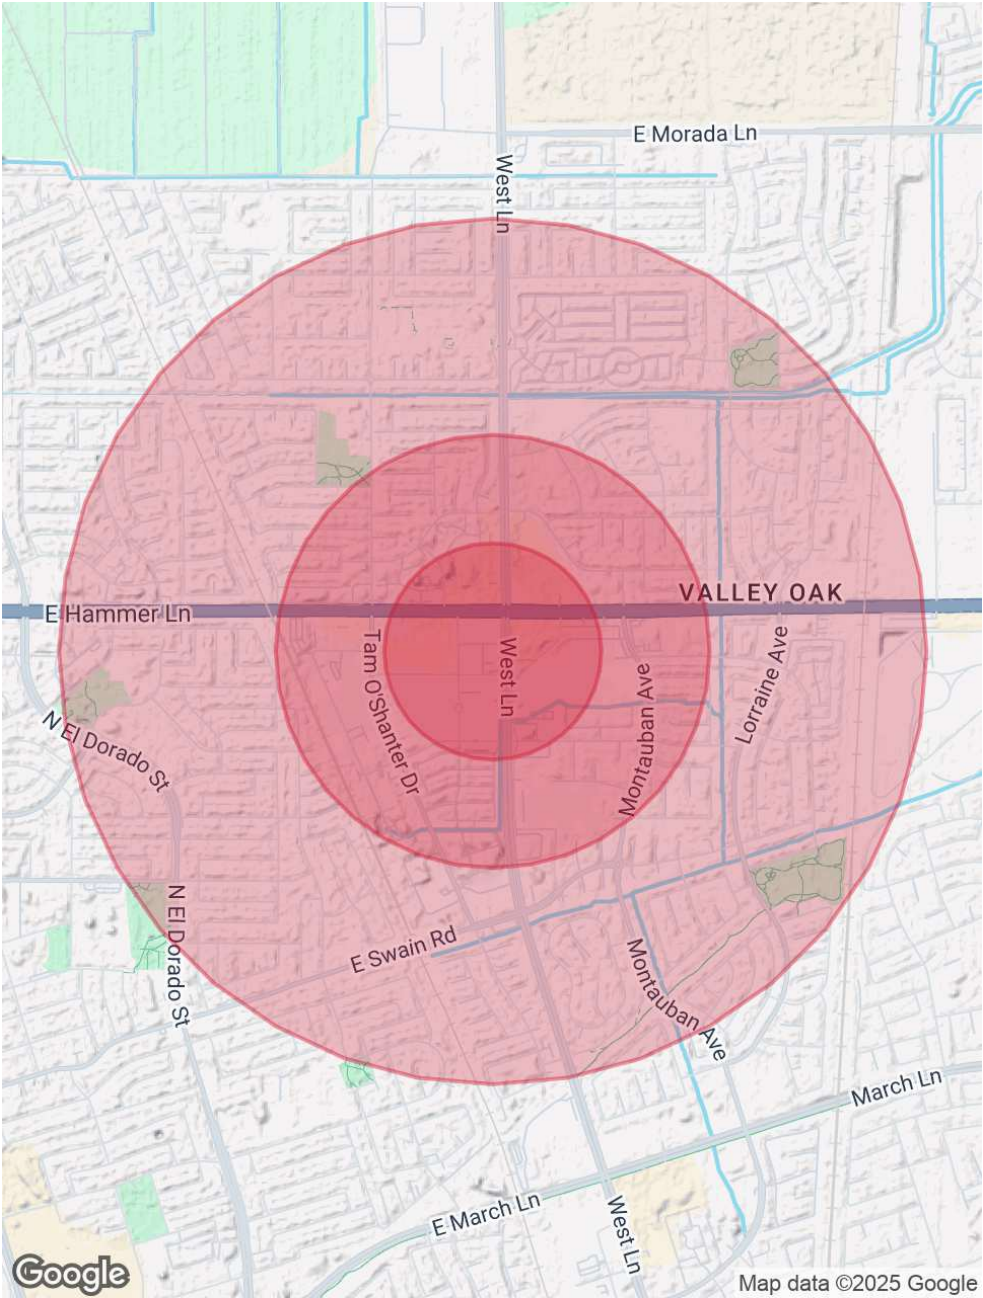 E Morada Ln
West Ln
VALLEY OAK
E Hammer Ln
Tam O'Shanter Dr
West Ln
Montauban Ave
Lorraine Ave
N El Dorado St
N El Dorado St
E Swain Rd
Montauban Ave
March Ln
E March Ln
West Ln
Google
Map data ©2025 Google